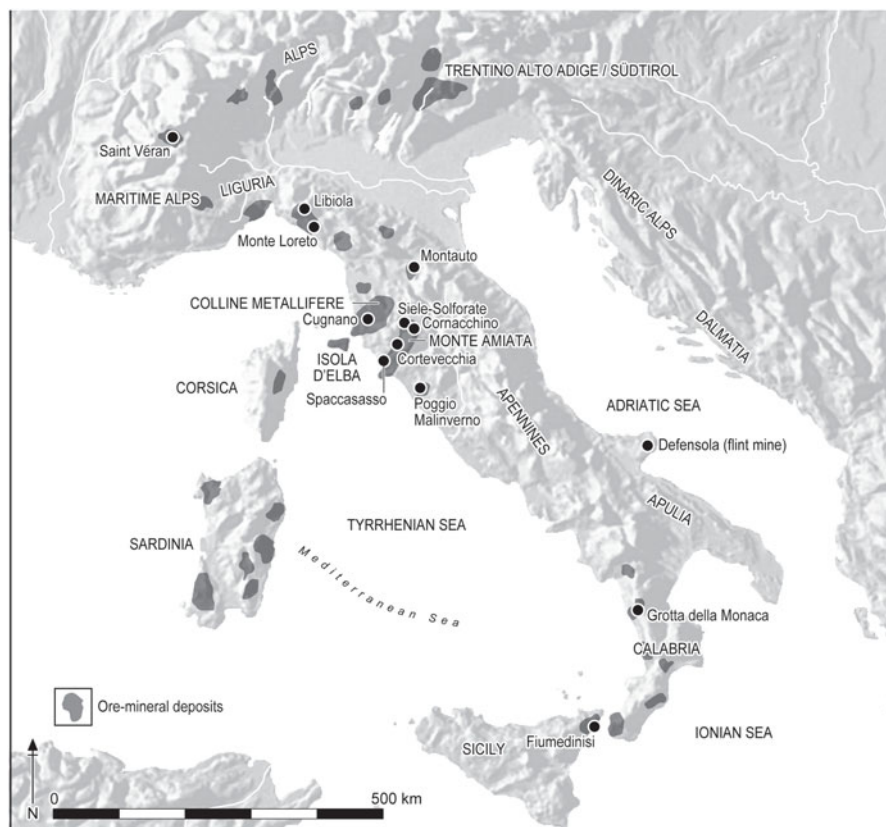 ALPS
TRENTINO ALTO ADIGE / SÜDTIROL
Saint Véran
LIGURIA
MARITIME ALPS
Libiola
Monte Loreto
DINARIC ALPS
Montauto
COLLINE METALLIFERE
Siele-Solforate
Cugnano
Cornacchino
MONTE AMIATA
DALMATIA
ISOLA
D'ELBA
Cortevecchia
CORSICA
Spaccasasso
Poggio
Malinverno
APENNINES
ADRIATIC SEA
Defensola (flint mine)
APULIA
TYRRHENIAN SEA
SARDINIA
Mediterranean Sea
Grotta della Monaca
CALABRIA
Ore-mineral deposits
Fiumedinisi
IONIAN SEA
SICILY
0
500 km
N